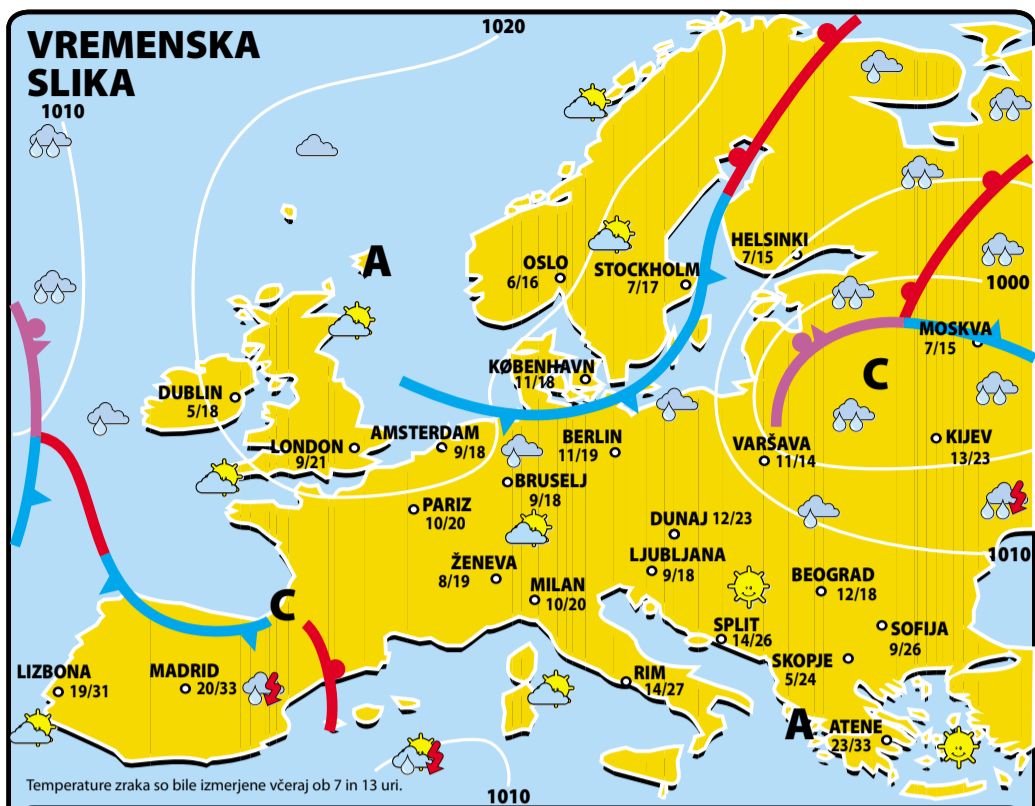 VREMENSKA
SLIKA
1010
1020
A
HELSINKI
7/15
OSLO
6/16
STOCKHOLM
7/17
1000
MOSKVA
7/15
KØBENHAVN
11/18
C
DUBLIN
5/18
LONDON
9/21
AMSTERDAM
9/18
BERLIN
11/19
VARŠAVA
11/14
KIJEV
13/23
BRUSELJ
9/18
PARIZ
10/20
DUNAJ 12/23
LJUBLJANA
9/18
1010
ŽENEVA
8/19
MILAN
10/20
BEOGRAD
12/18
C
SPLIT
14/26
SOFIJA
9/26
SKOPJE
5/24
LIZBONA
19/31
MADRID
20/33
RIM
14/27
A
ATENE
23/33
Temperature zraka so bile izmerjene včeraj ob 7 in 13 uri.
1010